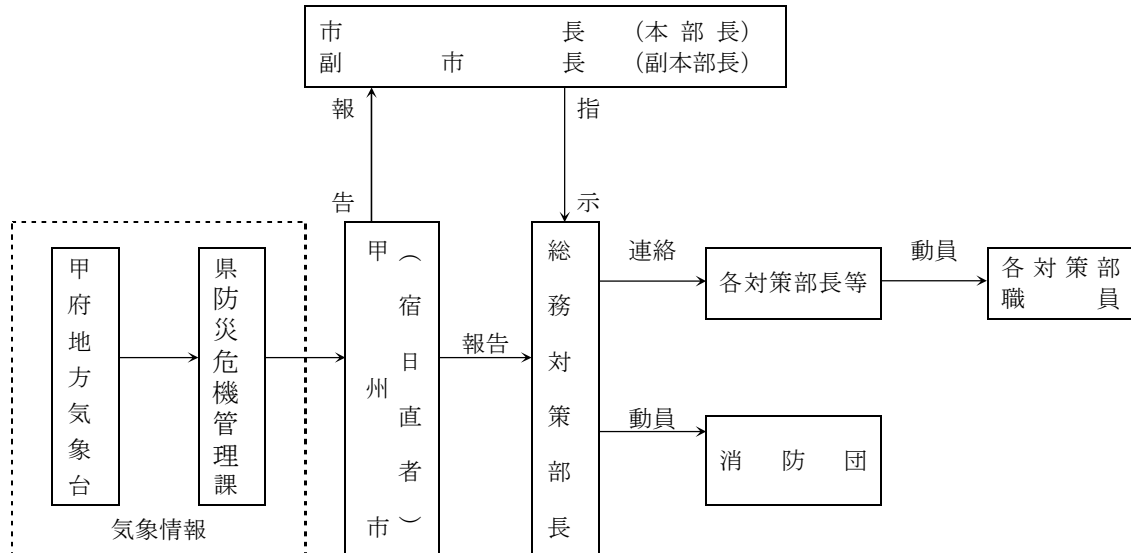 市長（本部長）
副市長（副本部長）
報告
指示
甲府地方気象台
県防災危機管理課
気象情報
甲州市
（宿日直者）
報告
総務対策部長
連絡
各対策部長等
動員
各対策部
職員
動員
消防団